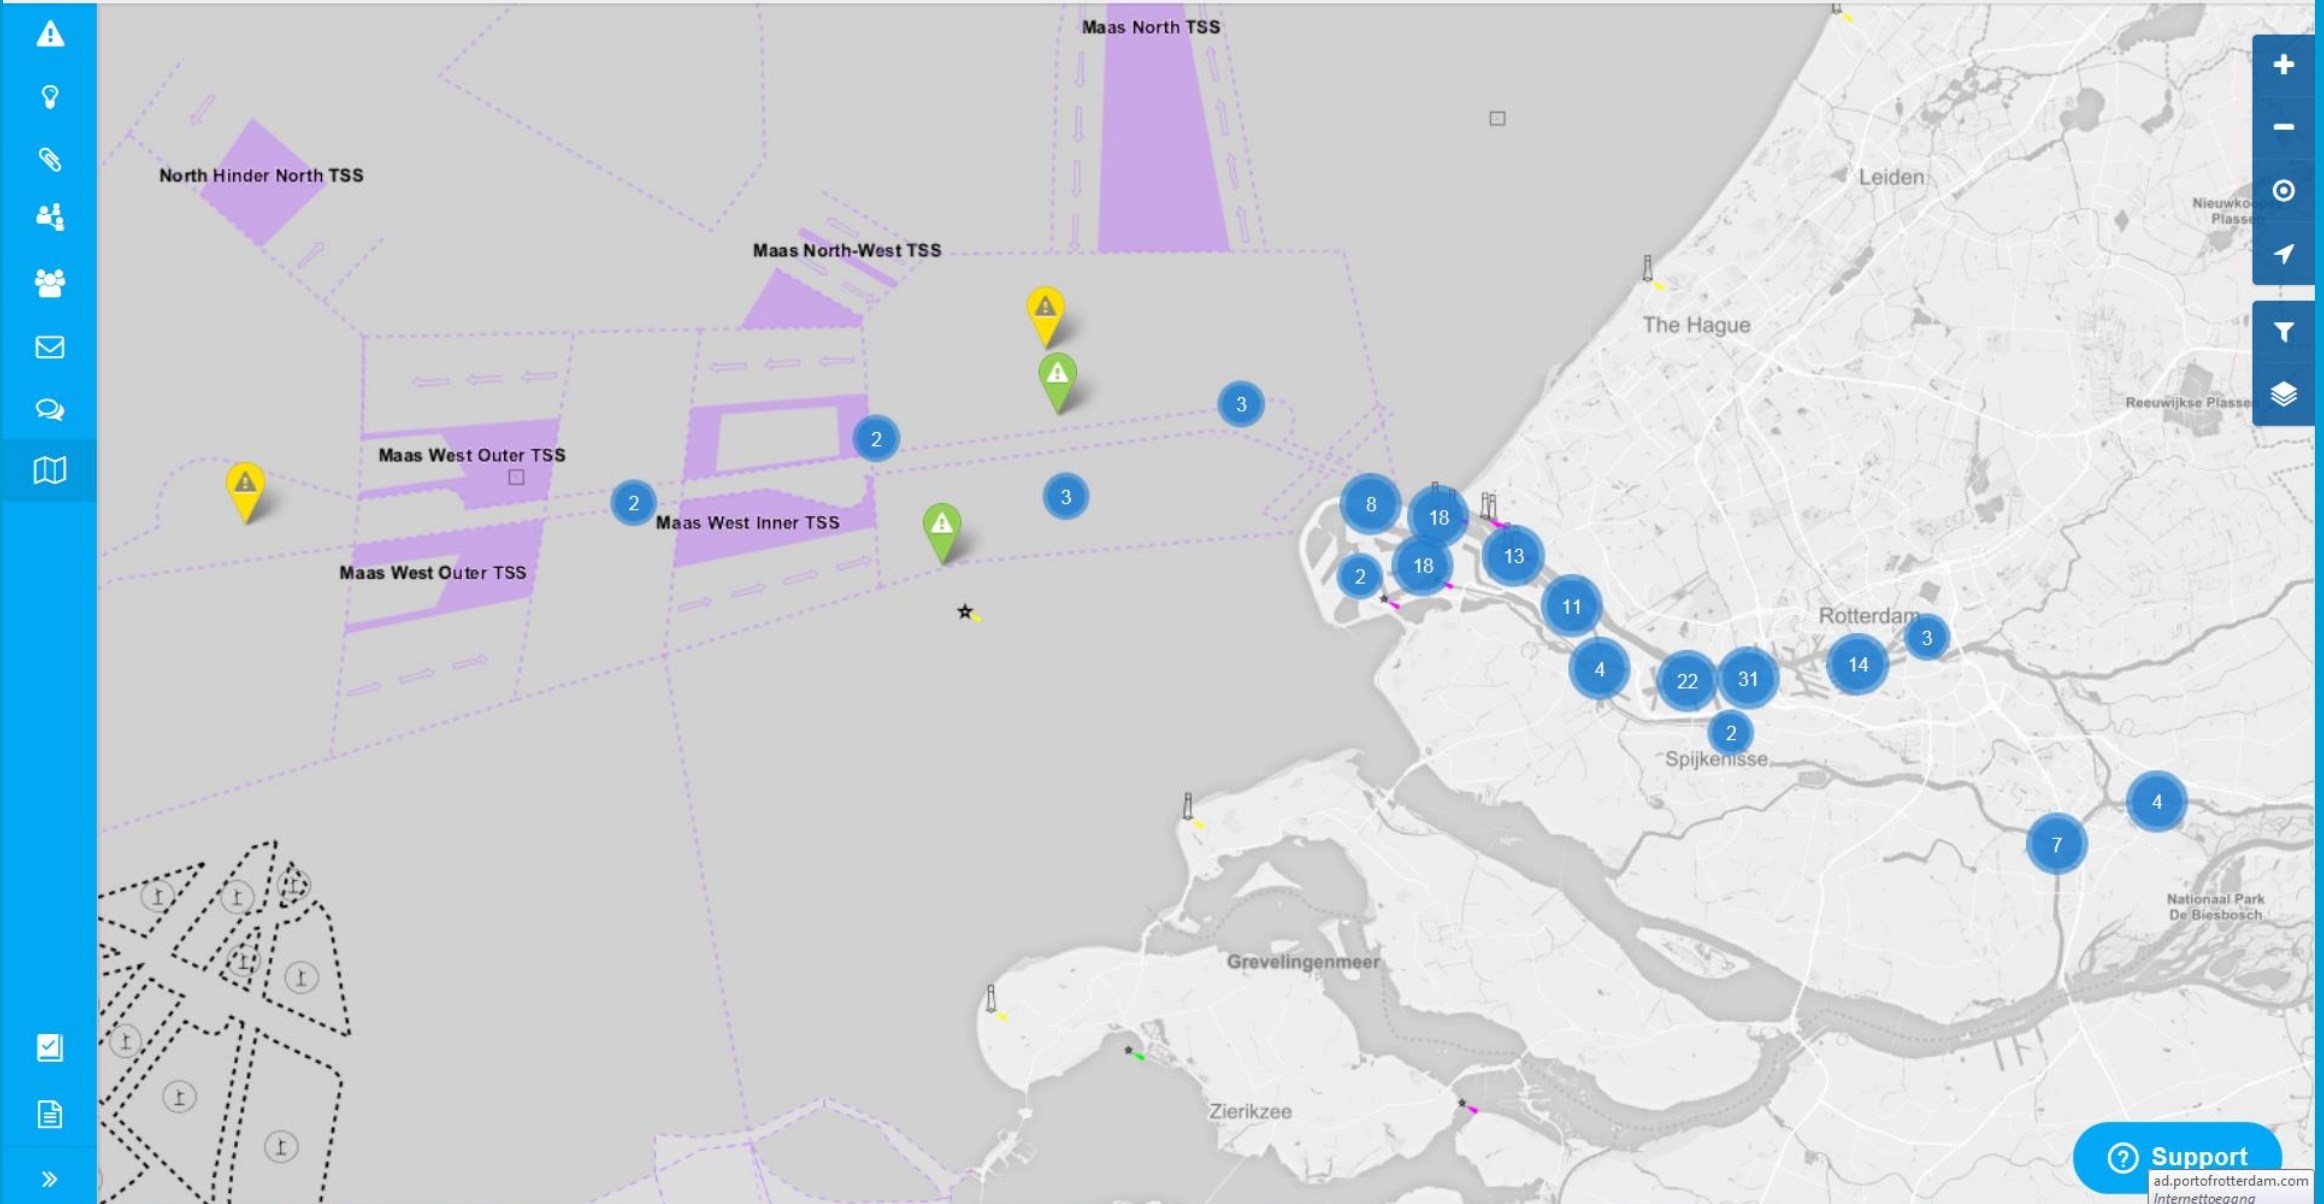 Maas North TSS
North Hinder North TSS
Leiden
Nieuwkoop
Plassen
Maas North-West TSS
The Hague
Reeuwijkse Plassen
3
2
Maas West Outer TSS
2
3
Maas West Inner TSS
8
18
13
Maas West Outer TSS
2
18
11
Rotterdam
3
4
22
31
14
2
Spijkenisse
4
7
Nationaal Park
De Biesbosch
Grevelingenmeer
Zierikzee
? Support
ad.portofrotterdam.com
Internettoegang